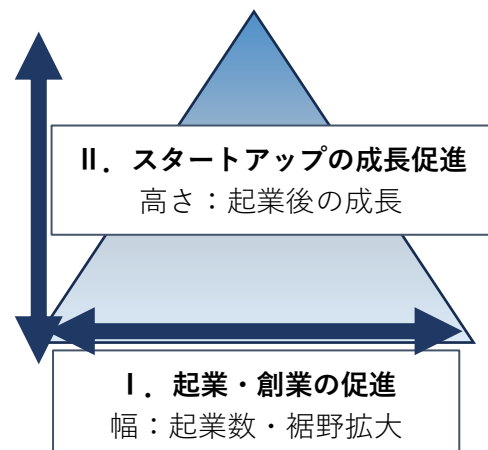 Ⅱ．スタートアップの成長促進
高さ：起業後の成長
Ⅰ．起業・創業の促進
幅：起業数・裾野拡大